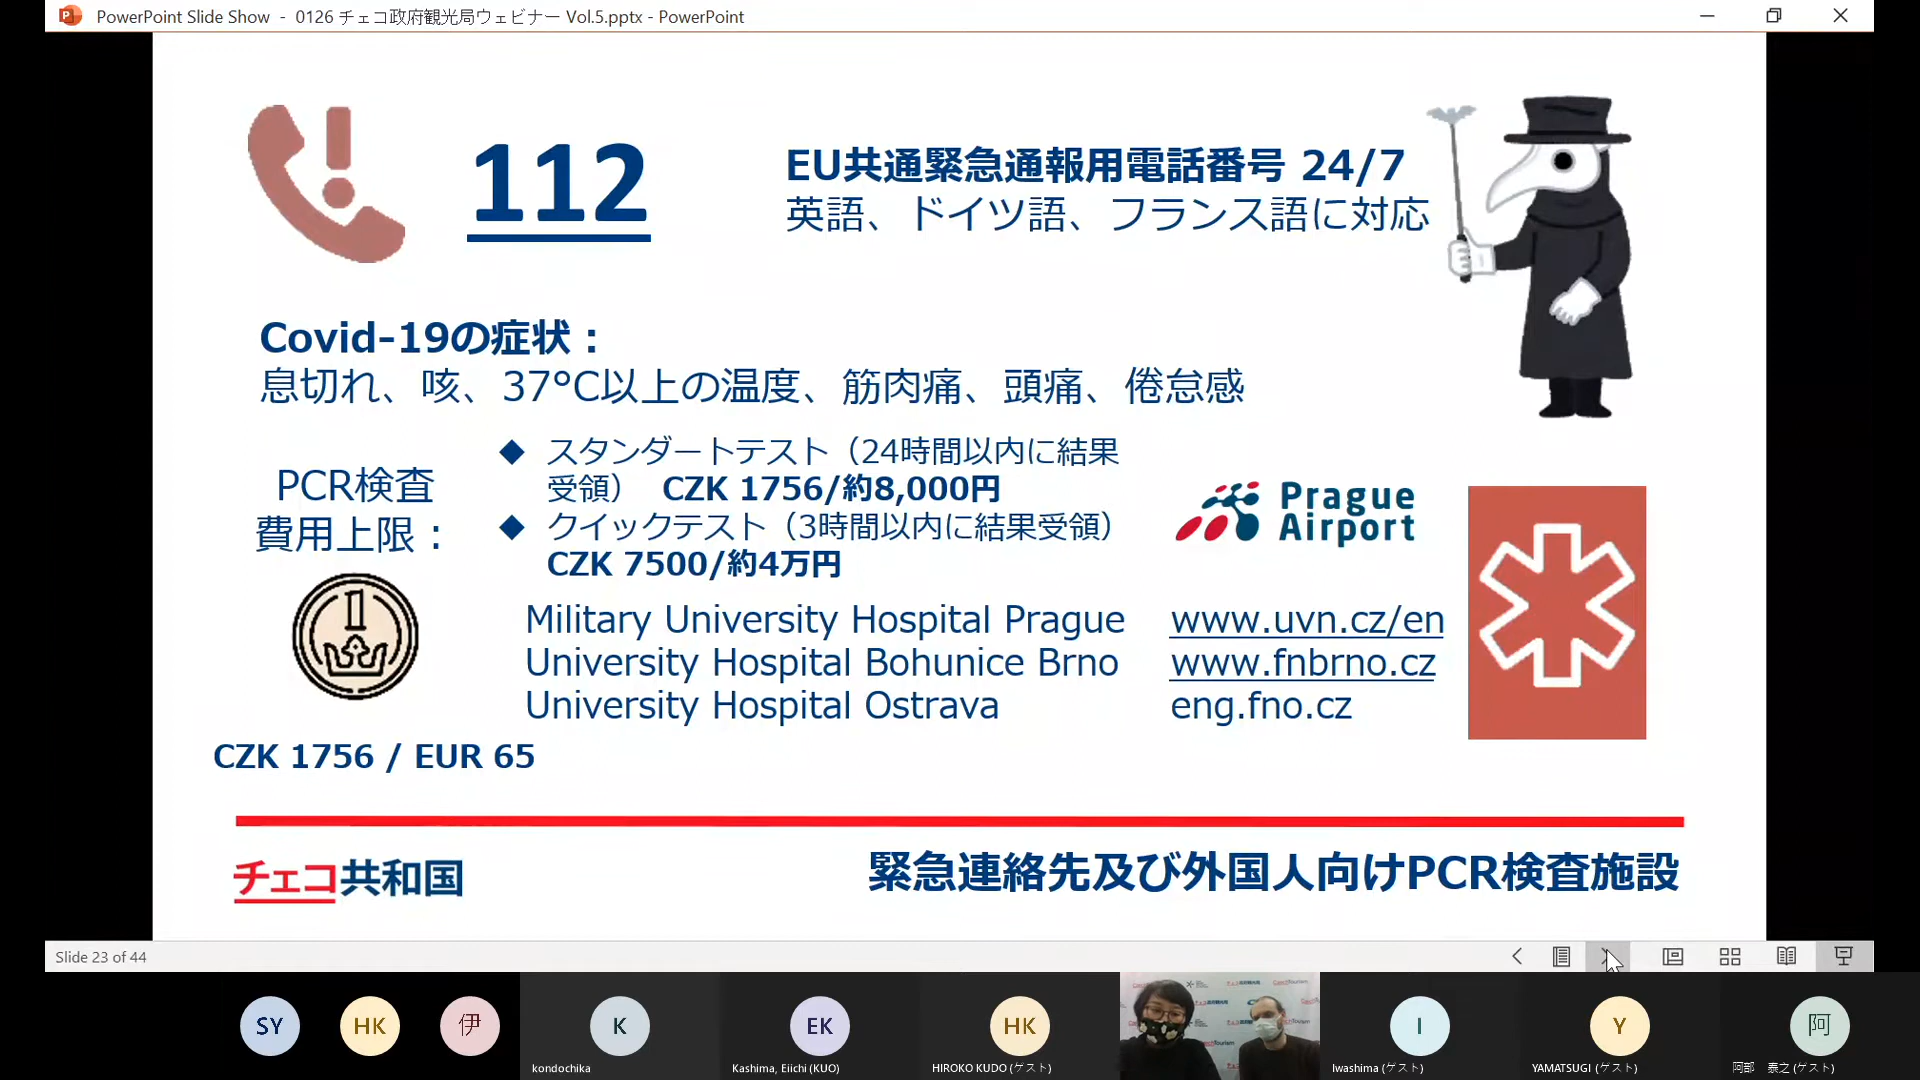 PowerPoint Slide Show - 0126 チェコ政府観光局ウェビナー Vol.5.pptx - PowerPoint
112
EU共通緊急通報用電話番号 24/7
英語、ドイツ語、フランス語に対応
Covid-19の症状：
息切れ、咳、37°C以上の温度、筋肉痛、頭痛、倦怠感
PCR検査
費用上限：
◆ スタンダートテスト（24時間以内に結果
受領） CZK 1756/約8,000円
◆ クイックテスト（3時間以内に結果受領）
CZK 7500/約4万円
Prague
Airport
Military University Hospital Prague www.uvn.cz/en
University Hospital Bohunice Brno www.fnbrno.cz
University Hospital Ostrava eng.fno.cz
CZK 1756 / EUR 65
チェコ共和国
緊急連絡先及び外国人向けPCR検査施設
Slide 23 of 44
SY
HK
伊
K
EK
HK
I
Y
阿
kondochika
Kashima, Eiichi (KUO)
HIROKO KUDO (ゲスト)
Iwashima (ゲスト)
YAMATSUGI (ゲスト)
阿部 泰之 (ゲスト)